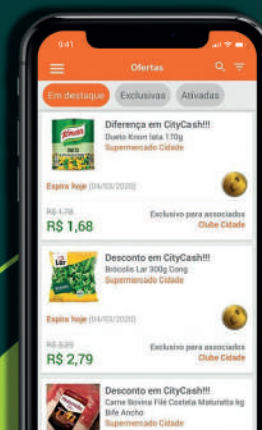 9:41
Ofertas
Em destaque Exclusivas Ativadas
Diferença em CityCash!!!
Dueto Knorr lata 170g
Supermercado Cidade
Knorr
Expira hoje (04/03/2020)
R$ 1,78
Exclusivo para associados
R$ 1,68
Clube Cidade
Desconto em CityCash!!!
Brócolis Lar 300g Cong
Supermercado Cidade
Lar
Expira hoje (04/03/2020)
R$ 3,29
Exclusivo para associados
R$ 2,79
Clube Cidade
Desconto em CityCash!!!
Carne Bovina Filé Costela Maturatta kg
Bife Ancho
Supermercado Cidade